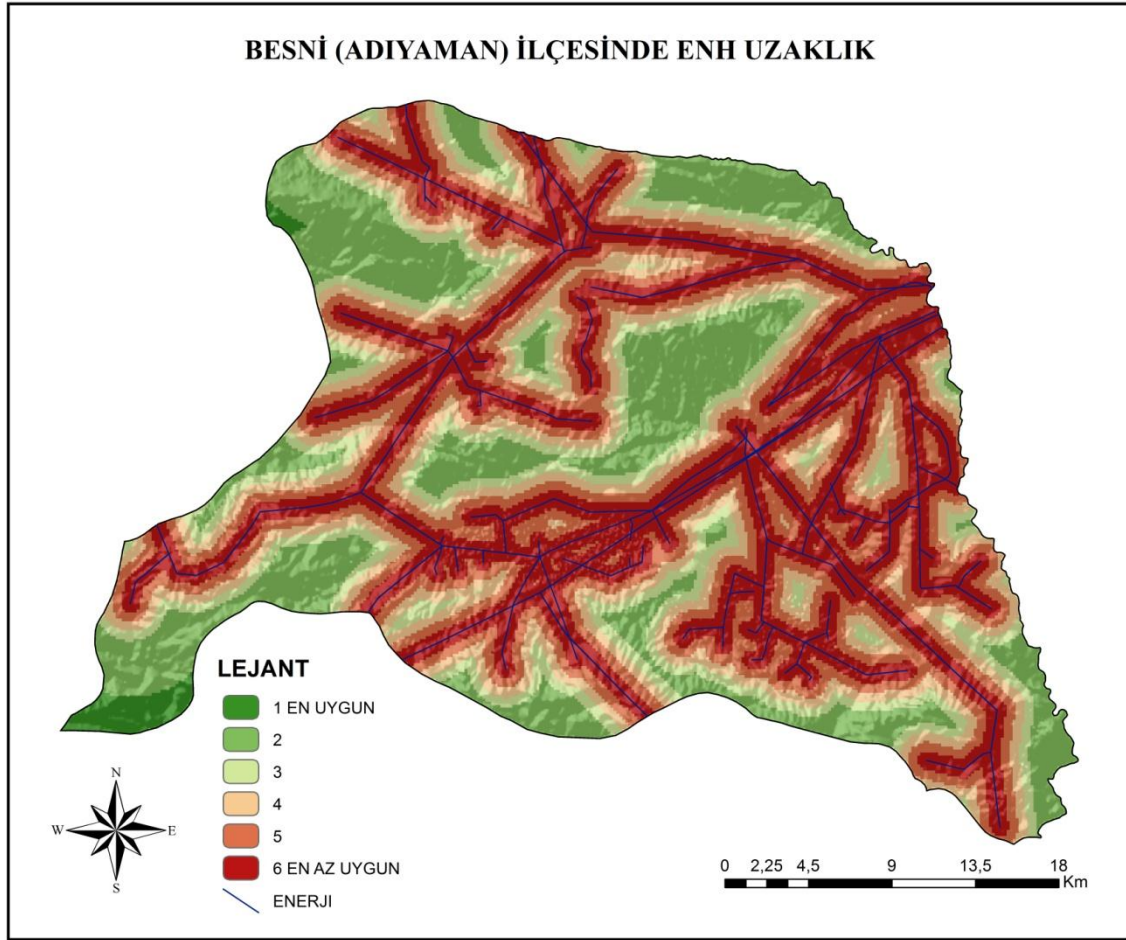 BESNİ (ADIYAMAN) İLÇESİNDE ENH UZAKLIK
LEJANT
1 EN UYGUN
2
3
4
5
6 EN AZ UYGUN
ENERJI
N
W E
S
0 2,25 4,5 9 13,5 18
Km